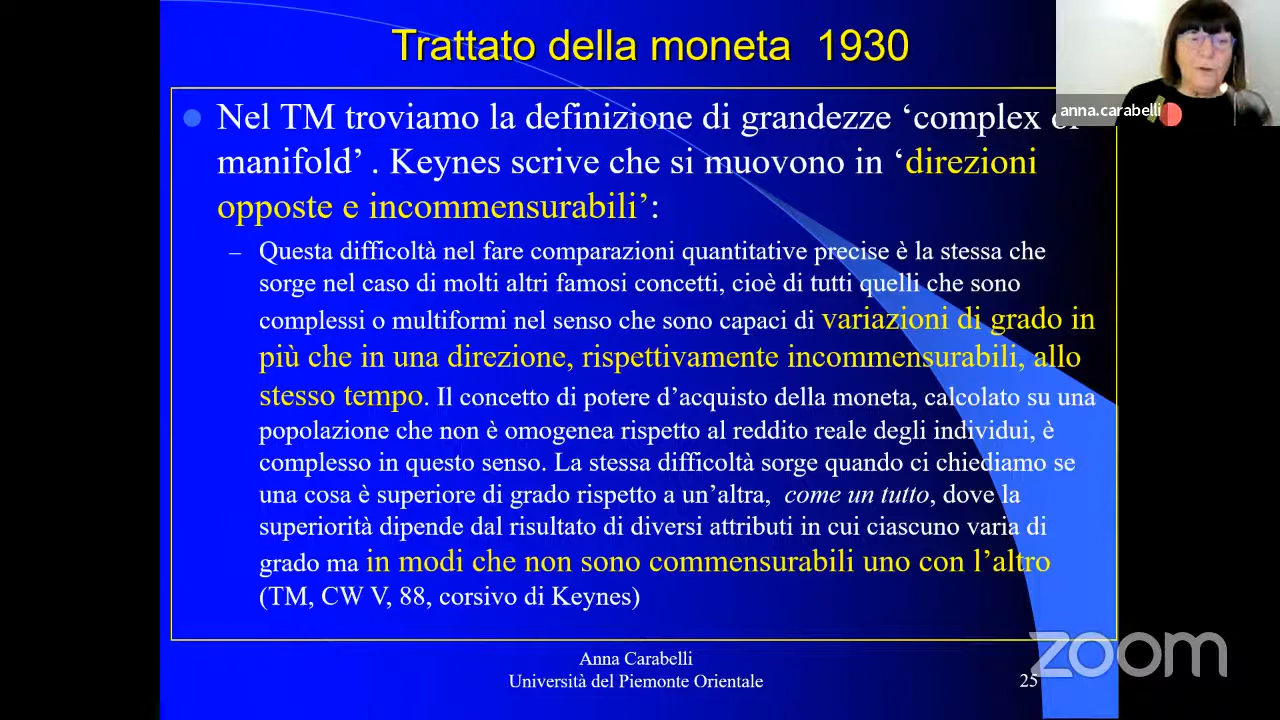 Trattato della moneta 1930
anna.carabelli
Nel TM troviamo la definizione di grandezze ‘complex or
manifold’ . Keynes scrive che si muovono in ‘direzioni
opposte e incommensurabili’:
– Questa difficoltà nel fare comparazioni quantitative precise è la stessa che
sorge nel caso di molti altri famosi concetti, cioè di tutti quelli che sono
complessi o multiformi nel senso che sono capaci di variazioni di grado in
più che in una direzione, rispettivamente incommensurabili, allo
stesso tempo. Il concetto di potere d’acquisto della moneta, calcolato su una
popolazione che non è omogenea rispetto al reddito reale degli individui, è
complesso in questo senso. La stessa difficoltà sorge quando ci chiediamo se
una cosa è superiore di grado rispetto a un’altra, come un tutto, dove la
superiorità dipende dal risultato di diversi attributi in cui ciascuno varia di
grado ma in modi che non sono commensurabili uno con l’altro
(TM, CW V, 88, corsivo di Keynes)
Anna Carabelli
Università del Piemonte Orientale
25
zoom